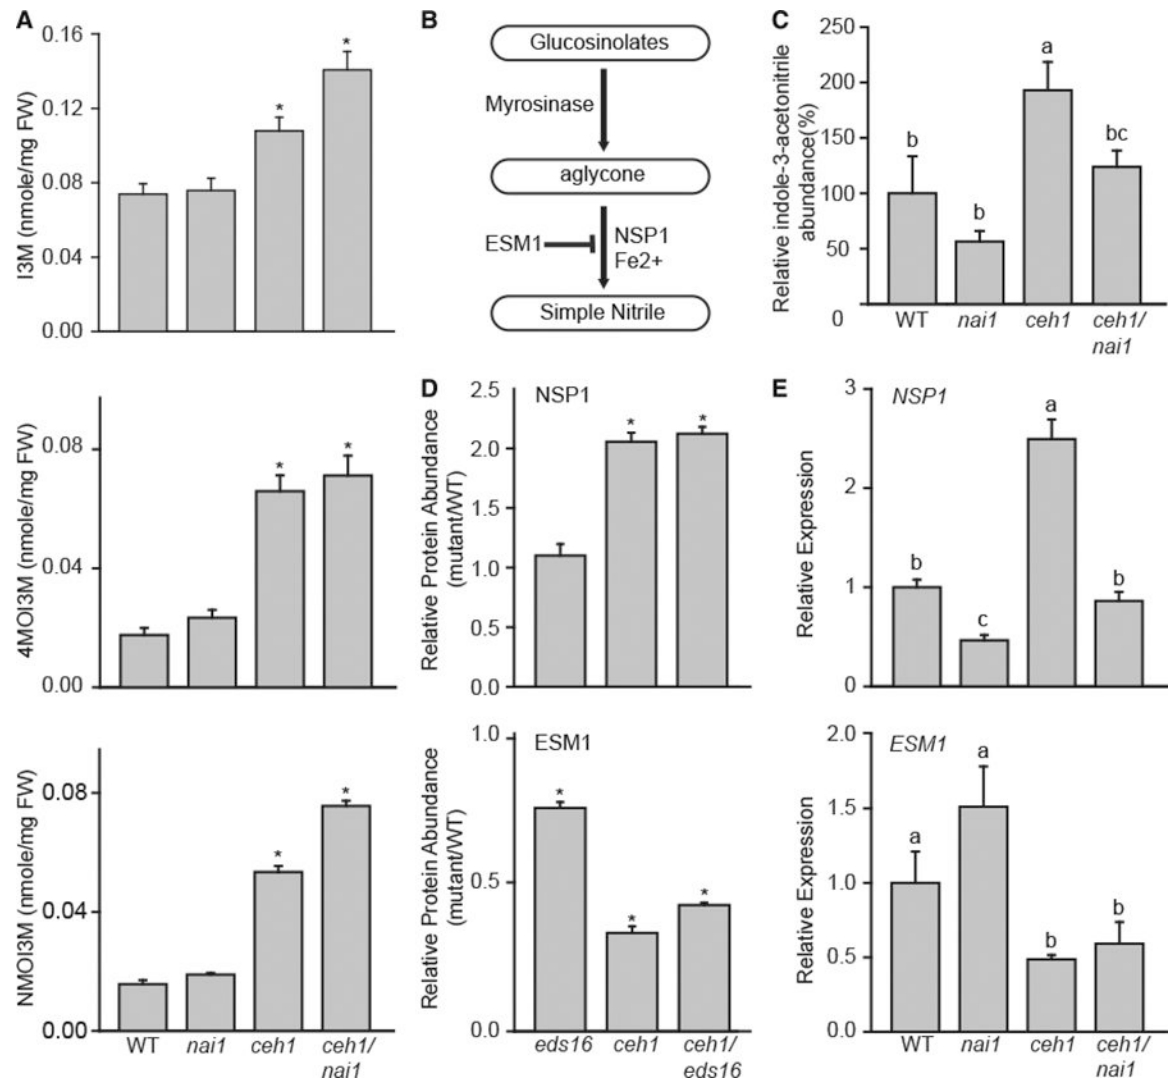 A
I3M (nmole/mg FW)
0.16
0.12
0.08
0.04
0.00
*
*
4MOI3M (nmole/mg FW)
0.08
0.04
0.00
*
*
NMOI3M (nmole/mg FW)
0.08
0.04
0.00
*
*
WT nai1 ceh1 ceh1/
nai1
B
Glucosinolates
Myrosinase
aglycone
ESM1 NSP1
Fe2+
Simple Nitrile
C
Relative indole-3-acetonitrile
abundance(%)
250
200
150
100
50
0
b
b
a
bc
WT nai1 ceh1 ceh1/
nai1
D
NSP1
Relative Protein Abundance
(mutant/WT)
2.5
2.0
1.0
0.5
0.0
*
*
ESM1
Relative Protein Abundance
(mutant/WT)
1.0
0.5
0.0
*
*
*
eds16 ceh1 ceh1/
eds16
E
NSP1
Relative Expression
3
2
1
0
b
c
a
b
ESM1
Relative Expression
2.0
1.5
1.0
0.5
0.0
a
a
b
b
WT nai1 ceh1 ceh1/
nai1